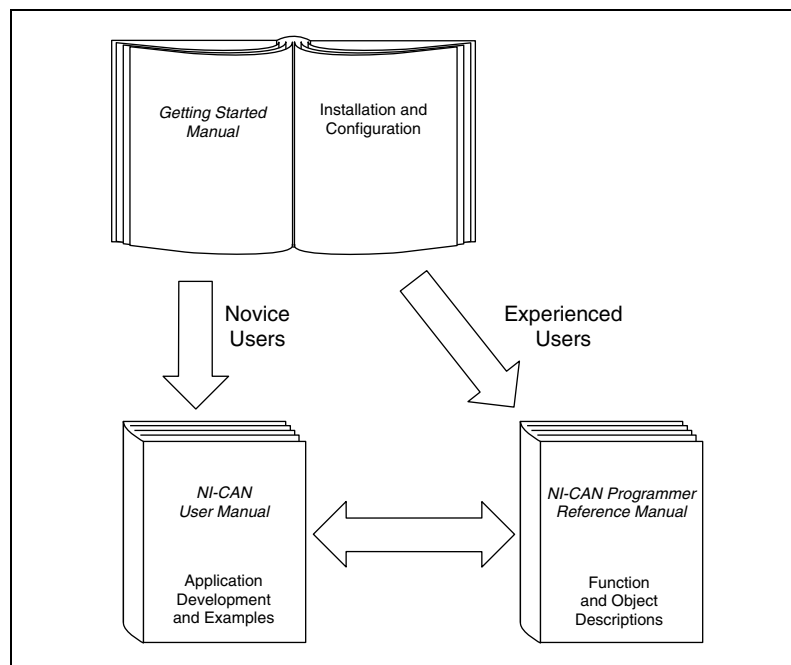 Getting Started
Manual
Installation and
Configuration
Novice
Users
Experienced
Users
NI-CAN
User Manual
Application
Development
and Examples
NI-CAN Programmer
Reference Manual
Function
and Object
Descriptions